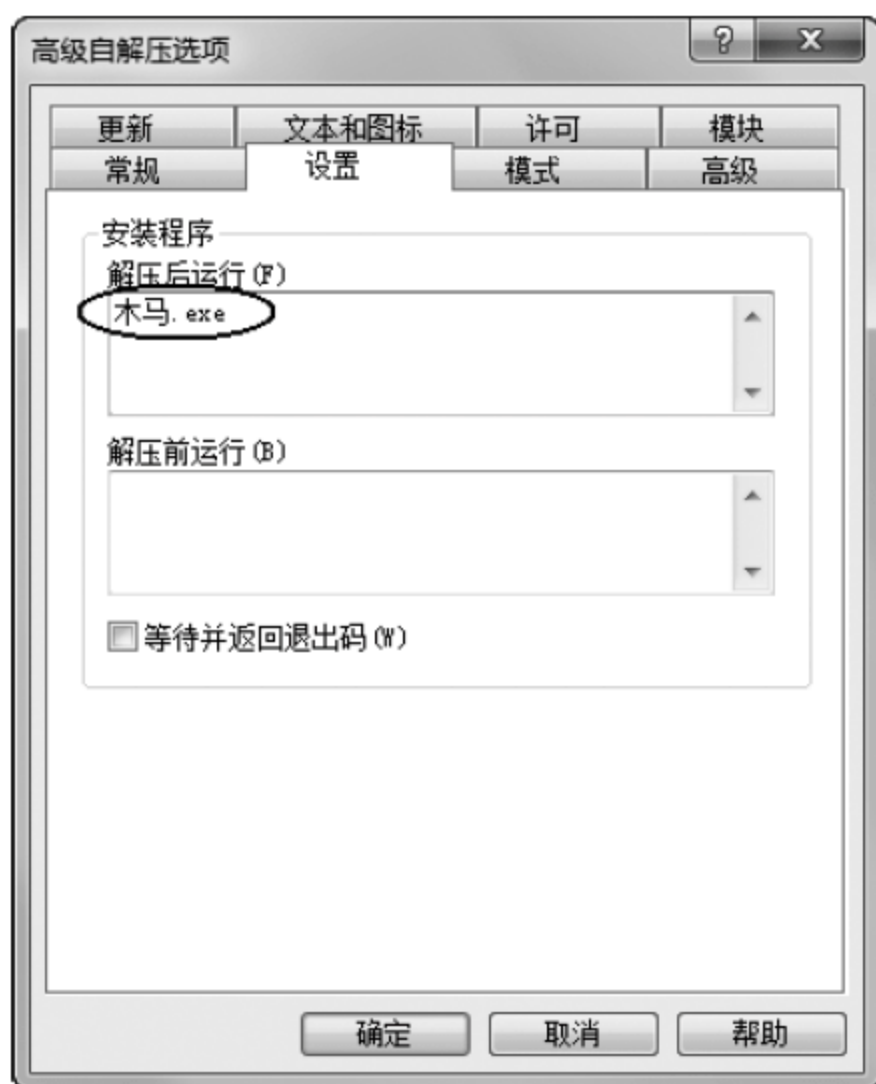 高级自解压选项
更新 文本和图标 许可 模块
常规 设置 模式 高级
安装程序
解压后运行(F)
木马.exe
解压前运行(B)
等待并返回退出码(W)
确定 取消 帮助